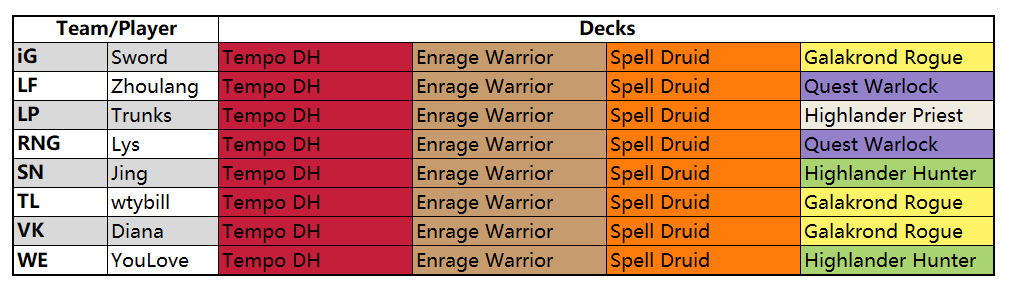 Team/Player Decks
iG Sword Tempo DH Enrage Warrior Spell Druid Galakrond Rogue
LF Zhoulang Tempo DH Enrage Warrior Spell Druid Quest Warlock
LP Trunks Tempo DH Enrage Warrior Spell Druid Highlander Priest
RNG Lys Tempo DH Enrage Warrior Spell Druid Quest Warlock
SN Jing Tempo DH Enrage Warrior Spell Druid Highlander Hunter
TL wtybill Tempo DH Enrage Warrior Spell Druid Galakrond Rogue
VK Diana Tempo DH Enrage Warrior Spell Druid Galakrond Rogue
WE YouLove Tempo DH Enrage Warrior Spell Druid Highlander Hunter